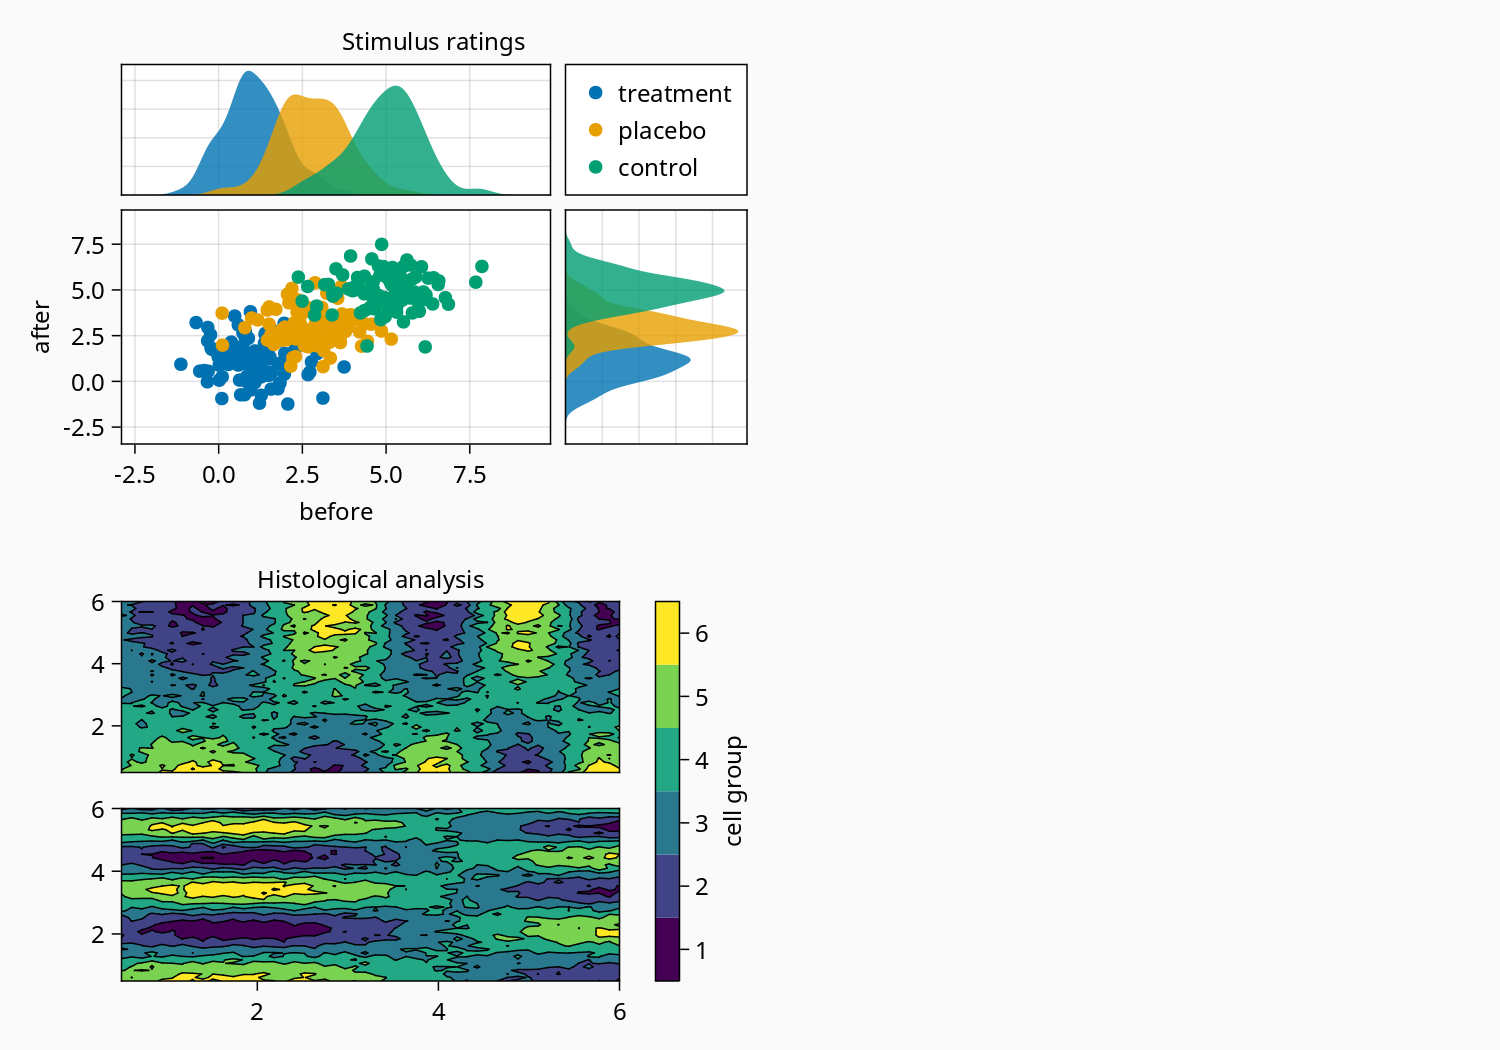 Stimulus ratings
treatment
placebo
control
7.5
5.0
2.5
0.0
-2.5
after
-2.5 0.0 2.5 5.0 7.5
before
Histological analysis
6
4
2
6
4
2
2 4 6
6
5
4
3
2
1
cell group